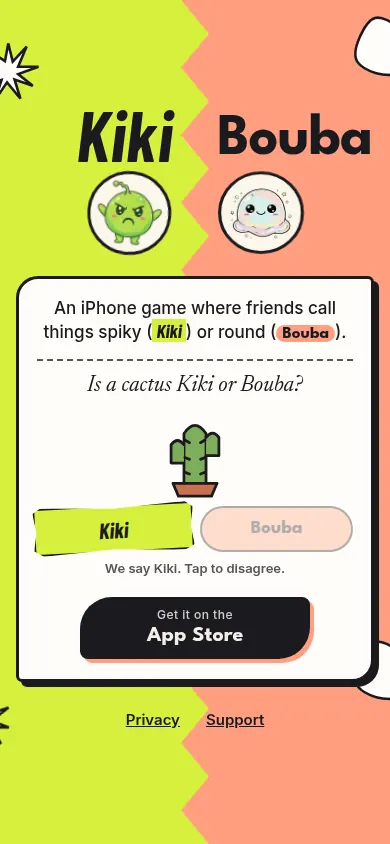 Kiki Bouba
An iPhone game where friends call
things spiky (Kiki) or round (Bouba).
Is a cactus Kiki or Bouba?
Kiki Bouba
We say Kiki. Tap to disagree.
Get it on the
App Store
Privacy Support